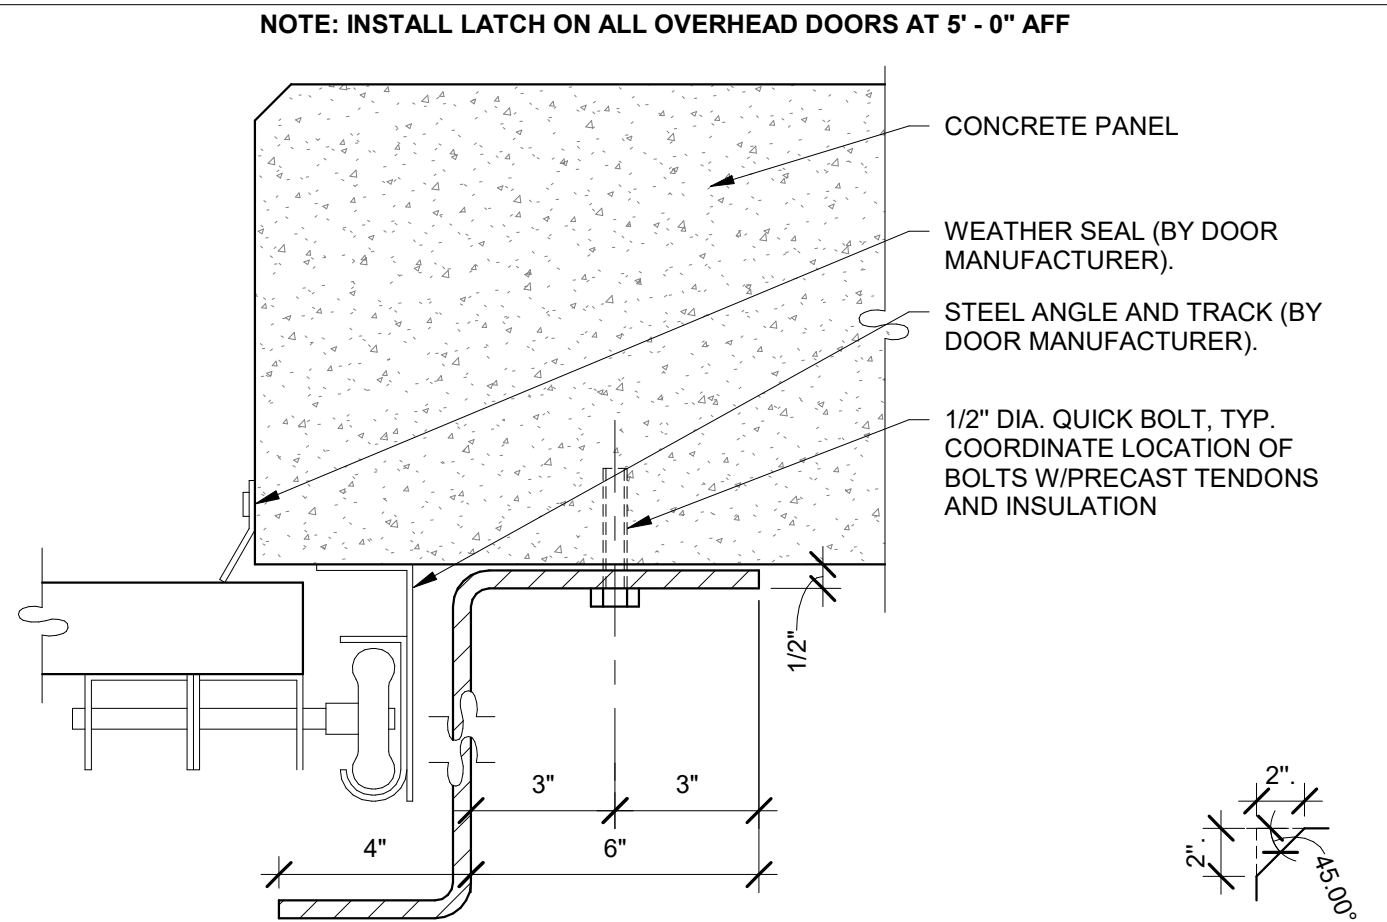 NOTE: INSTALL LATCH ON ALL OVERHEAD DOORS AT 5' - 0" AFF
CONCRETE PANEL
WEATHER SEAL (BY DOOR
MANUFACTURER).
STEEL ANGLE AND TRACK (BY
DOOR MANUFACTURER).
1/2" DIA. QUICK BOLT, TYP.
COORDINATE LOCATION OF
BOLTS W/PRECAST TENDONS
AND INSULATION
1/2"
3"
3"
4"
6"
2".
2".
45.00°